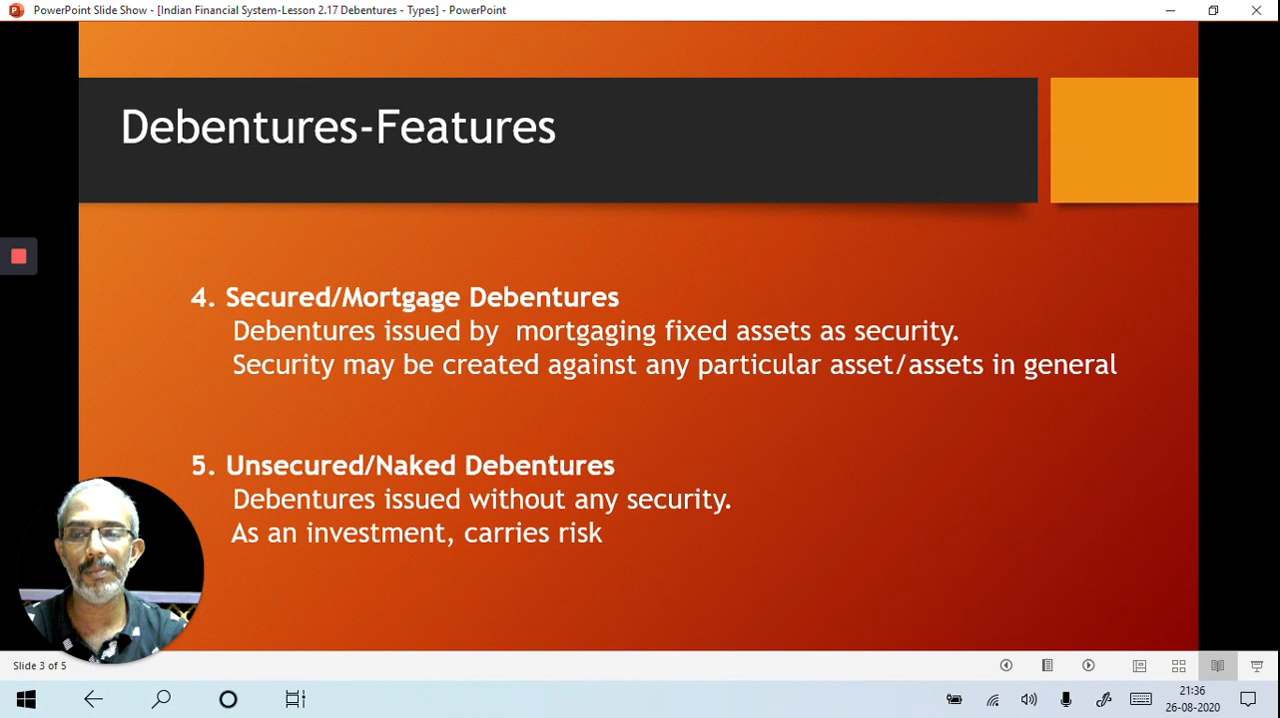 PowerPoint Slide Show - [Indian Financial System-Lesson 2.17 Debentures - Types] - PowerPoint
Debentures-Features
4. Secured/Mortgage Debentures
Debentures issued by mortgaging fixed assets as security.
Security may be created against any particular asset/assets in general
5. Unsecured/Naked Debentures
Debentures issued without any security.
As an investment, carries risk
Slide 3 of 5
21:36
26-08-2020